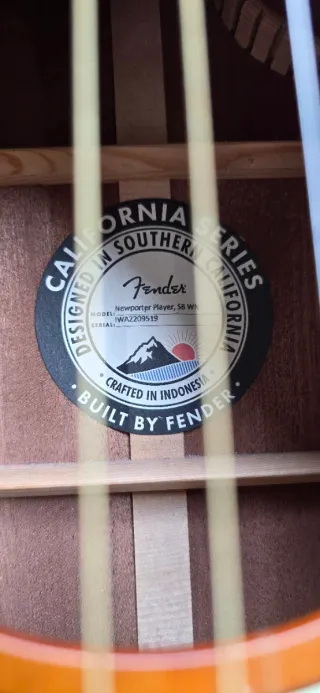 CALIFORNIA SERIES
DESIGNED IN SOUTHERN CALIFORNIA
Fender
MODEL: Newporter Player, SB WN
SERIAL: IWA2209519
• CRAFTED IN INDONESIA •
• BUILT BY FENDER •